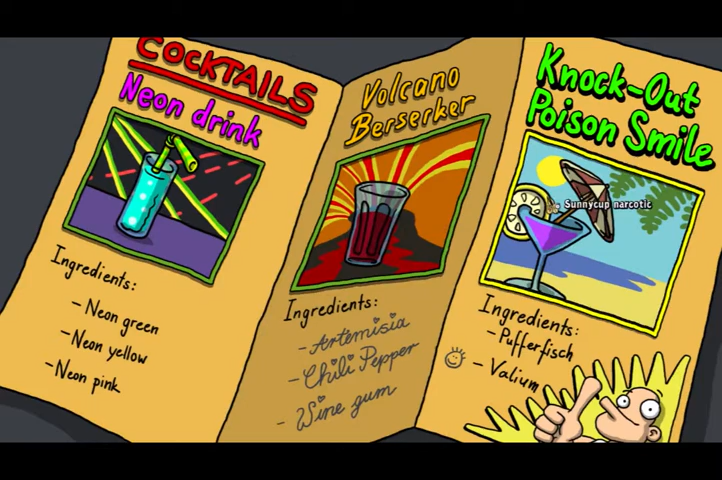 COCKTAILS
Neon drink
Ingredients:
- Neon green
- Neon yellow
- Neon pink
Volcano
Berserker
Ingredients:
- Artemisia
- Chili Pepper
- Wine gum
Knock-Out
Poison Smile
Sunnycup narcotic
Ingredients:
- Pufferfisch
- Valium